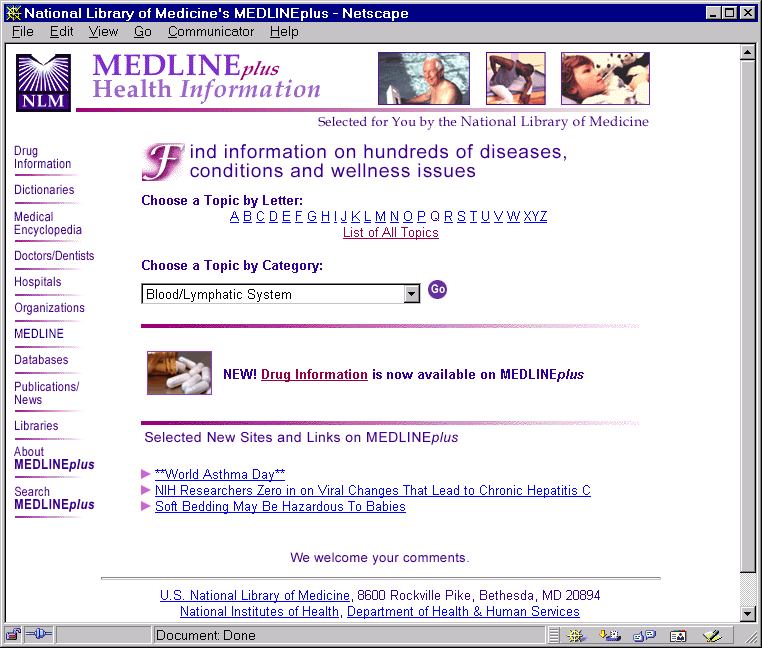 National Library of Medicine's MEDLINEplus - Netscape
File Edit View Go Communicator Help
NLM
MEDLINEplus
Health Information
Selected for You by the National Library of Medicine
Drug
Information
Dictionaries
Medical
Encyclopedia
Doctors/Dentists
Hospitals
Organizations
MEDLINE
Databases
Publications/
News
Libraries
About
MEDLINEplus
Search
MEDLINEplus
Find information on hundreds of diseases,
conditions and wellness issues
Choose a Topic by Letter:
A B C D E F G H I J K L M N O P Q R S T U V W XYZ
List of All Topics
Choose a Topic by Category:
Blood/Lymphatic System Go
NEW! Drug Information is now available on MEDLINEplus
Selected New Sites and Links on MEDLINEplus
**World Asthma Day**
NIH Researchers Zero in on Viral Changes That Lead to Chronic Hepatitis C
Soft Bedding May Be Hazardous To Babies
We welcome your comments.
U.S. National Library of Medicine, 8600 Rockville Pike, Bethesda, MD 20894
National Institutes of Health, Department of Health & Human Services
Document: Done